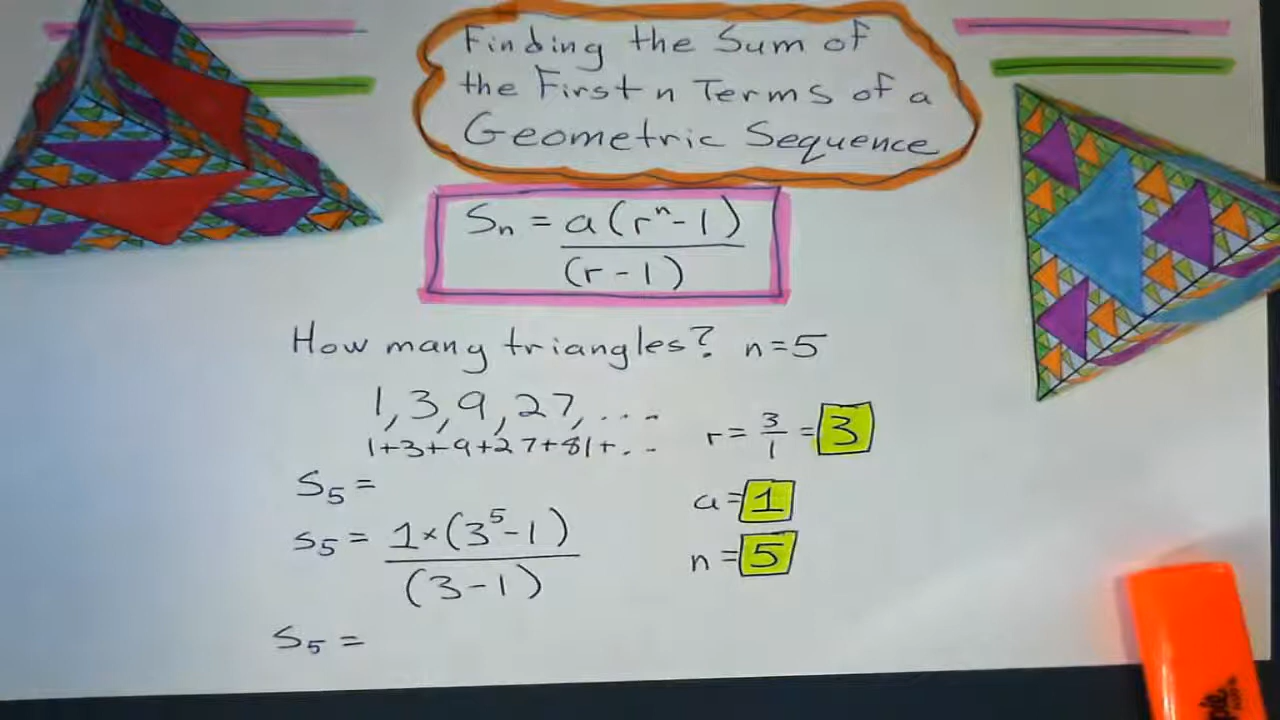 Finding the Sum of
the First n Terms of a
Geometric Sequence
Sₙ = a(rⁿ-1)
(r-1)
How many triangles? n=5
1, 3, 9, 27, ...
1+3+9+27+81+...
r = 3/1 = 3
S₅ =
a = 1
S₅ = 1×(3⁵-1)
(3-1)
n = 5
S₅ =